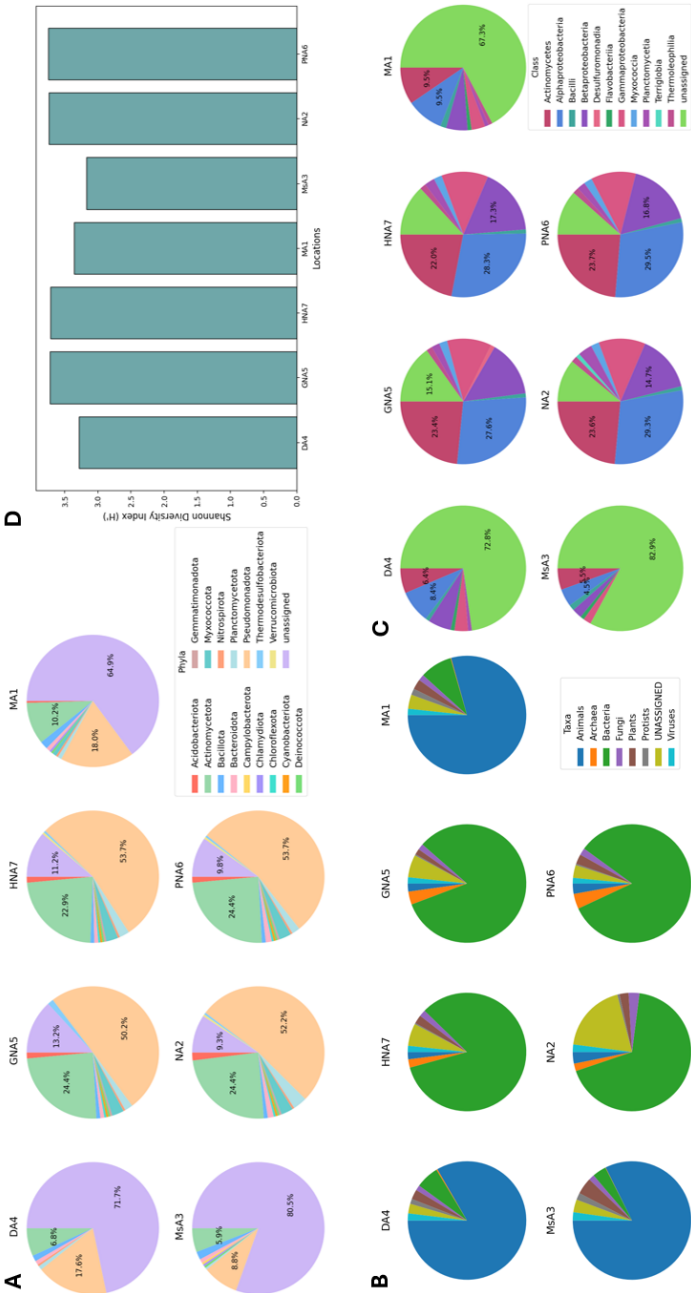 A
DA4
6.8%
17.6%
71.7%
GNA5
13.2%
24.4%
50.2%
HNA7
11.2%
22.9%
53.7%
MA1
10.2%
18.0%
64.9%
MsA3
5.9%
8.8%
80.5%
NA2
9.3%
24.4%
52.2%
PNA6
9.8%
24.4%
53.7%
Phyla
Acidobacteriota
Actinomycetota
Bacillota
Bacteroidota
Campylobacterota
Chlamydiota
Chloroflexota
Cyanobacteriota
Deinococcota
Gemmatimonadota
Myxococcota
Nitrospirota
Planctomycetota
Pseudomonadota
Thermodesulfobacteriota
Verrucomicrobiota
unassigned
D
Shannon Diversity Index (H')
3.5
3.0
2.5
2.0
1.5
1.0
0.5
0.0
DA4
GNA5
HNA7
MA1
MsA3
NA2
PNA6
Locations
B
DA4
HNA7
GNA5
MA1
MsA3
NA2
PNA6
Taxa
Animals
Archaea
Bacteria
Fungi
Plants
Protists
UNASSIGNED
Viruses
C
DA4
6.4%
8.4%
72.8%
GNA5
15.1%
23.4%
27.6%
HNA7
22.0%
28.3%
17.3%
MA1
9.5%
9.5%
67.3%
MsA3
5.5%
4.5%
82.9%
NA2
23.6%
29.3%
14.7%
PNA6
23.7%
29.5%
16.8%
Class
Actinomycetes
Alphaproteobacteria
Bacilli
Betaproteobacteria
Desulfuromonadia
Flavobacteriia
Gammaproteobacteria
Myxococcia
Planctomycetia
Terriglobia
Thermoleophilia
unassigned